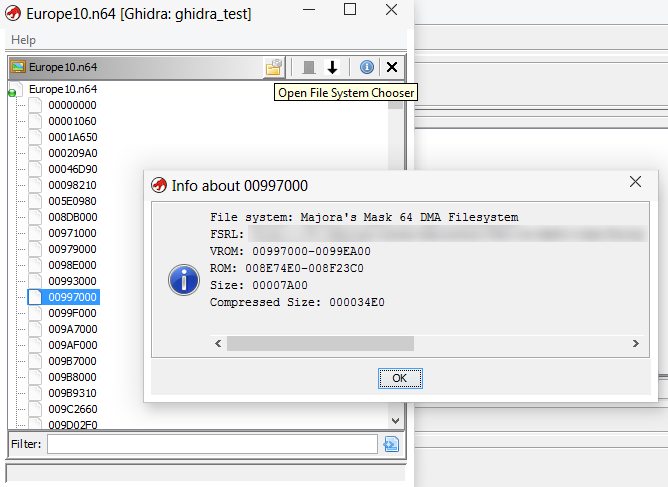 Europe10.n64 [Ghidra: ghidra_test]
Help
Europe10.n64
Open File System Chooser
Europe10.n64
00000000
00001060
0001A650
000209A0
00046D90
00098210
005E0980
008DB000
00971000
00979000
0098E000
00993000
00997000
0099F000
009A7000
009AF000
009B7000
009B8000
009B9310
009C2660
009D02F0
Filter:
Info about 00997000
File system: Majora's Mask 64 DMA Filesystem
FSRL:
VROM: 00997000-0099EA00
ROM: 008E74E0-008F23C0
Size: 00007A00
Compressed Size: 000034E0
OK